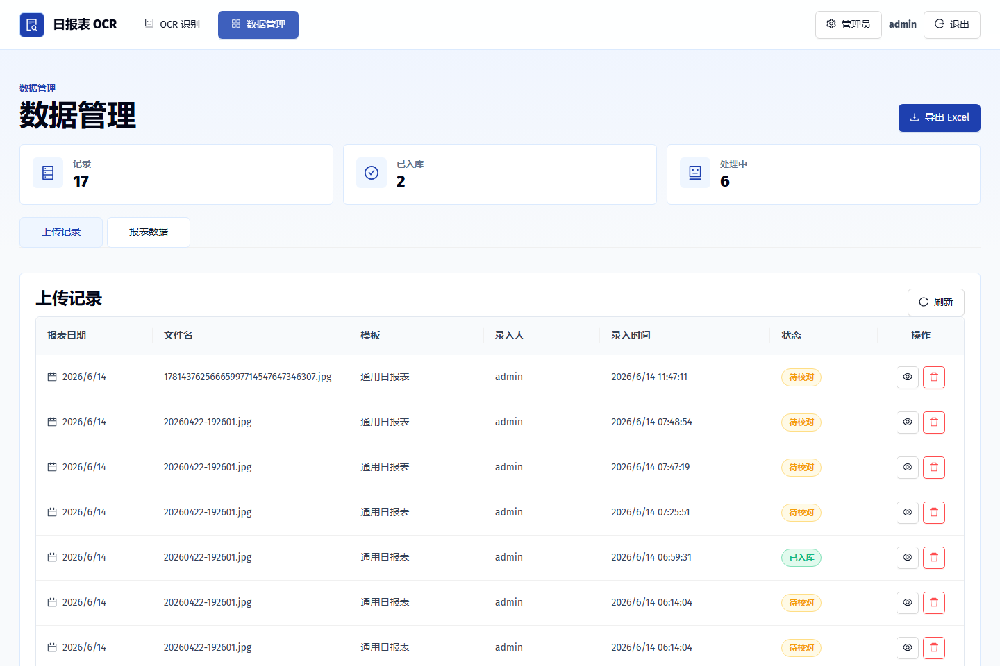 日报表 OCR OCR 识别 数据管理 管理员 admin 退出
数据管理
数据管理
导出 Excel
记录
17
已入库
2
处理中
6
上传记录 报表数据
上传记录
刷新
报表日期 文件名 模板 录入人 录入时间 状态 操作
2026/6/14 17814376256665997714547647346307.jpg 通用日报表 admin 2026/6/14 11:47:11 待校对
2026/6/14 20260422-192601.jpg 通用日报表 admin 2026/6/14 07:48:54 待校对
2026/6/14 20260422-192601.jpg 通用日报表 admin 2026/6/14 07:47:19 待校对
2026/6/14 20260422-192601.jpg 通用日报表 admin 2026/6/14 07:25:51 待校对
2026/6/14 20260422-192601.jpg 通用日报表 admin 2026/6/14 06:59:31 已入库
2026/6/14 20260422-192601.jpg 通用日报表 admin 2026/6/14 06:14:04 待校对
2026/6/14 20260422-192601.jpg 通用日报表 admin 2026/6/14 06:14:04 待校对